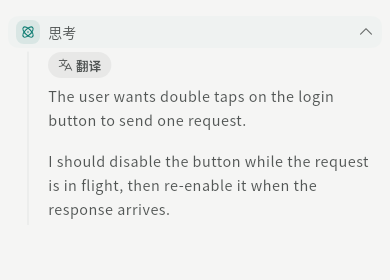 思考
翻译
The user wants double taps on the login
button to send one request.
I should disable the button while the request
is in flight, then re-enable it when the
response arrives.